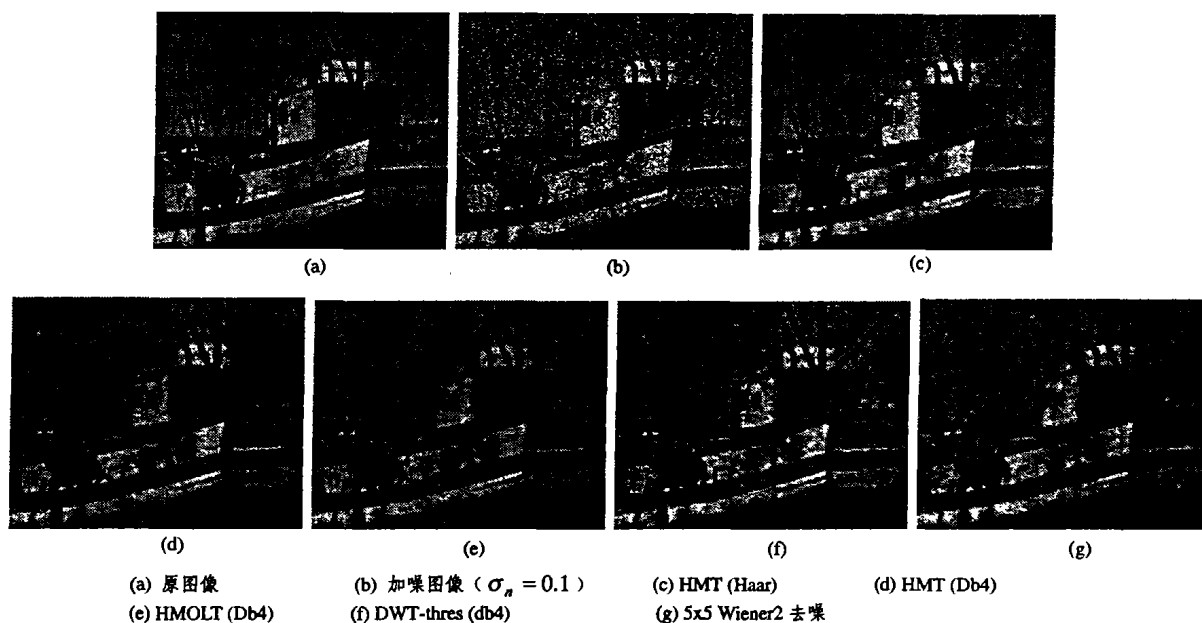 (a) (b) (c)
(d) (e) (f) (g)
(a) 原图像 (b) 加噪图像（σₙ = 0.1） (c) HMT (Haar) (d) HMT (Db4)
(e) HMOLT (Db4) (f) DWT-thres (db4) (g) 5x5 Wiener2 去噪